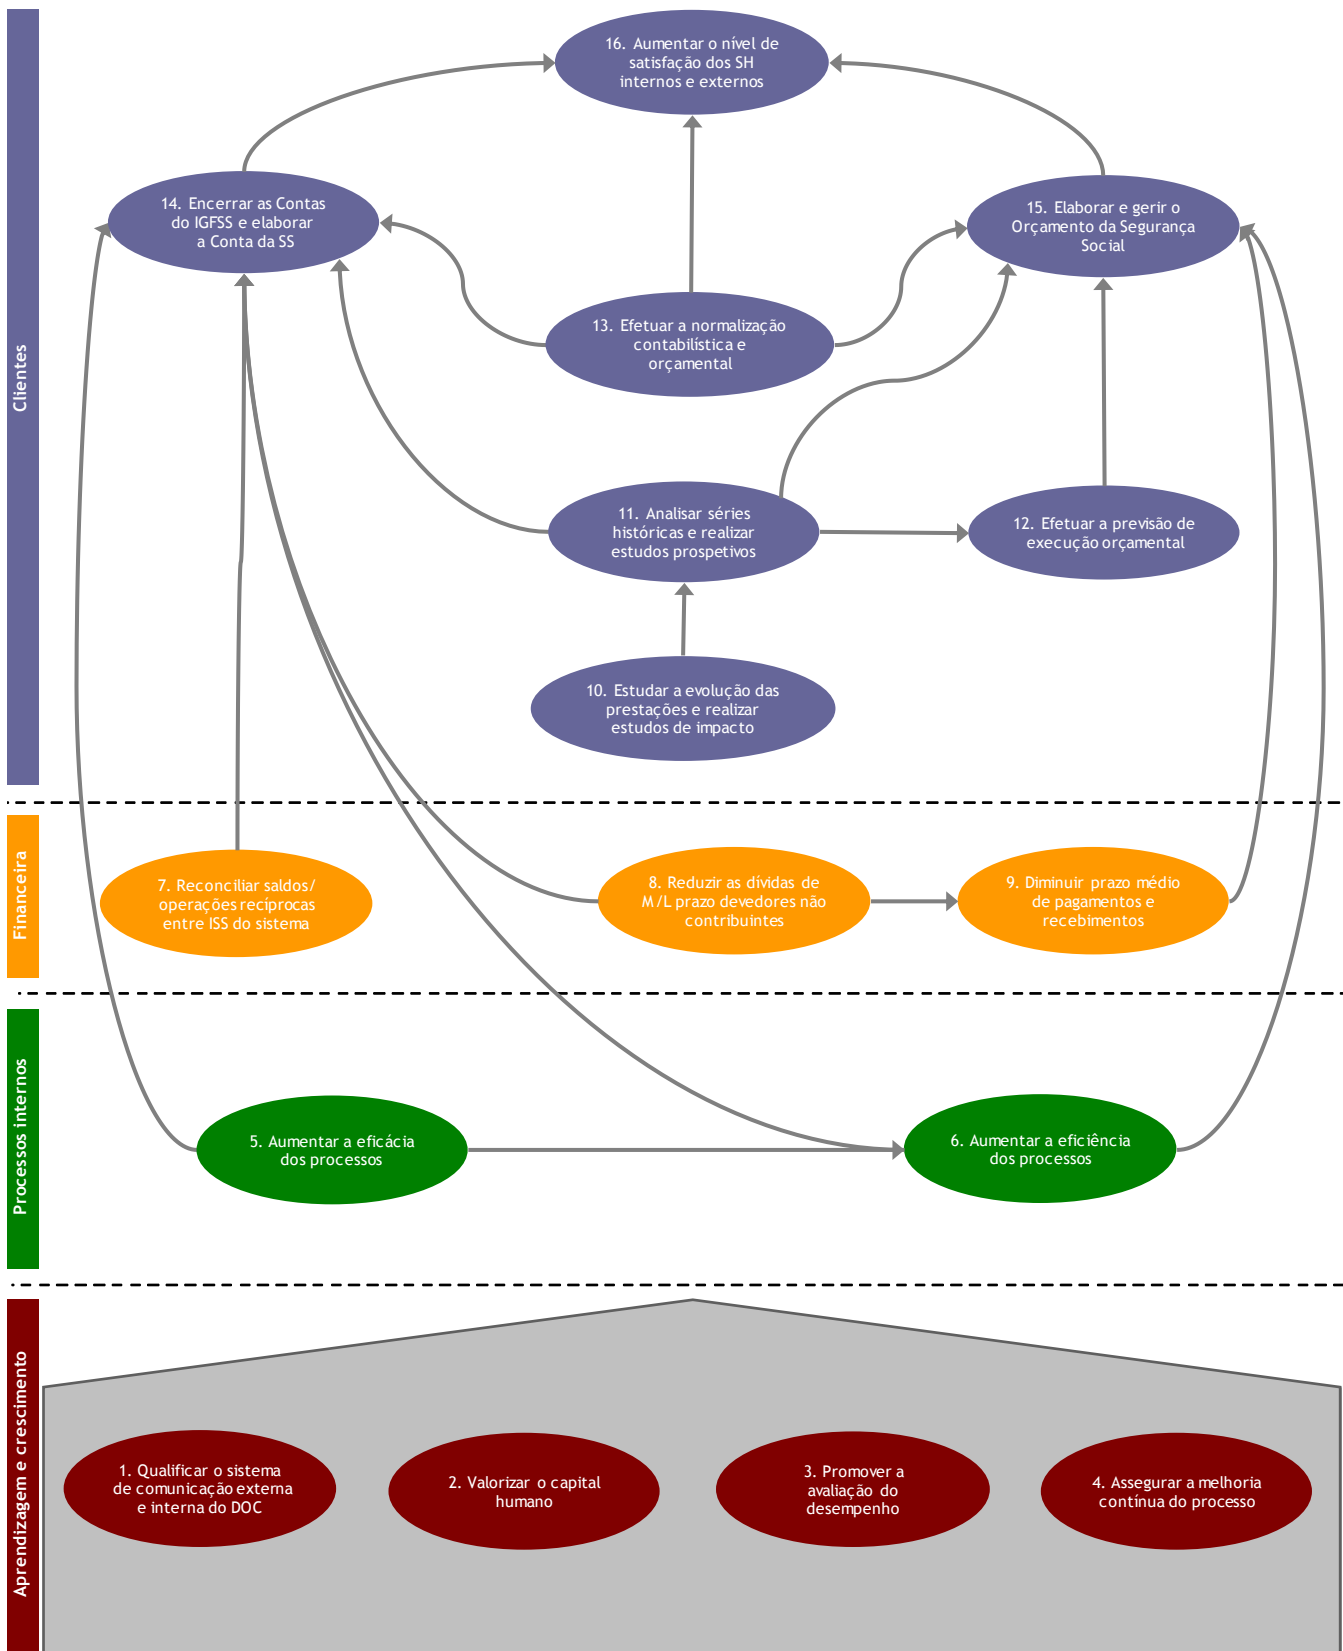 Clientes
16. Aumentar o nível de
satisfação dos SH
internos e externos
14. Encerrar as Contas
do IGFSS e elaborar
a Conta da SS
15. Elaborar e gerir o
Orçamento da Segurança
Social
13. Efetuar a normalização
contabilística e
orçamental
11. Analisar séries
históricas e realizar
estudos prospetivos
12. Efetuar a previsão de
execução orçamental
10. Estudar a evolução das
prestações e realizar
estudos de impacto
Financeira
7. Reconciliar saldos/
operações recíprocas
entre ISS do sistema
8. Reduzir as dívidas de
M/L prazo devedores não
contribuintes
9. Diminuir prazo médio
de pagamentos e
recebimentos
Processos internos
5. Aumentar a eficácia
dos processos
6. Aumentar a eficiência
dos processos
Aprendizagem e crescimento
1. Qualificar o sistema
de comunicação externa
e interna do DOC
2. Valorizar o capital
humano
3. Promover a
avaliação do
desempenho
4. Assegurar a melhoria
contínua do processo